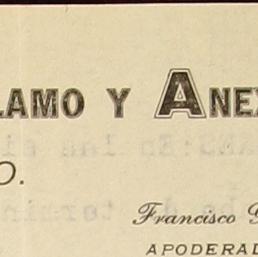 LAMO Y ANEX
O.
Francisco G
APODERAD